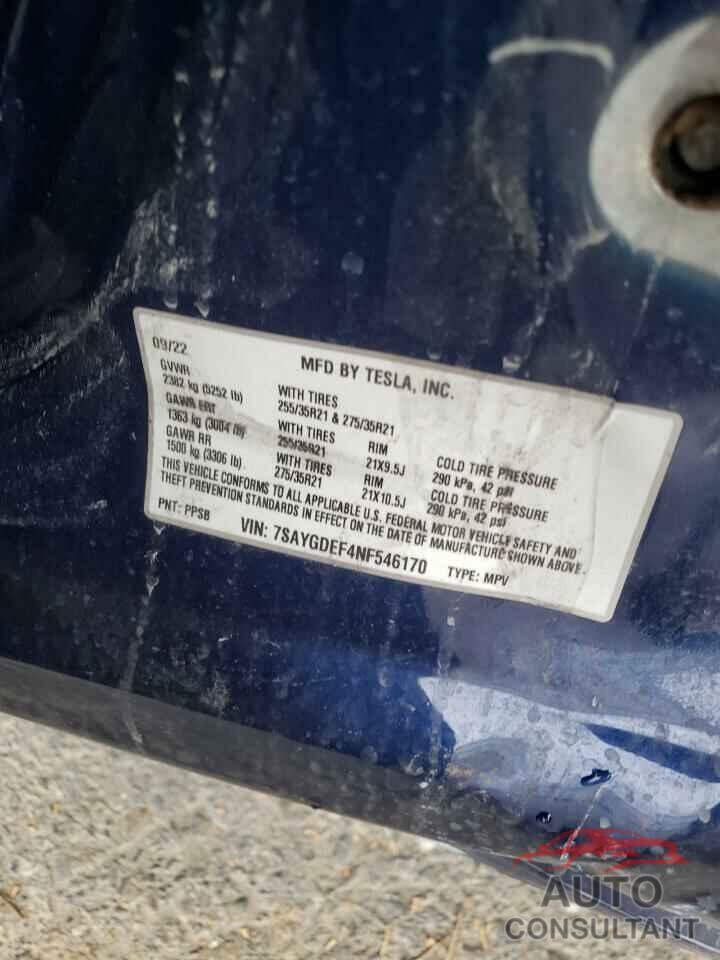 09/22
MFD BY TESLA, INC.
GVWR
2382 kg (5252 lb)
WITH TIRES
255/35R21 & 275/35R21
GAWR FRT
1363 kg (3004 lb)
WITH TIRES
255/35R21
RIM
21X9.5J
COLD TIRE PRESSURE
290 kPa, 42 psi
GAWR RR
1500 kg (3306 lb)
WITH TIRES
275/35R21
RIM
21X10.5J
COLD TIRE PRESSURE
290 kPa, 42 psi
THIS VEHICLE CONFORMS TO ALL APPLICABLE U.S. FEDERAL MOTOR VEHICLE SAFETY AND
THEFT PREVENTION STANDARDS IN EFFECT ON THE DATE OF MANUFACTURE SHOWN ABOVE.
PNT: PPSB
VIN: 7SAYGDEF4NF546170
TYPE: MPV
AUTO
CONSULTANT